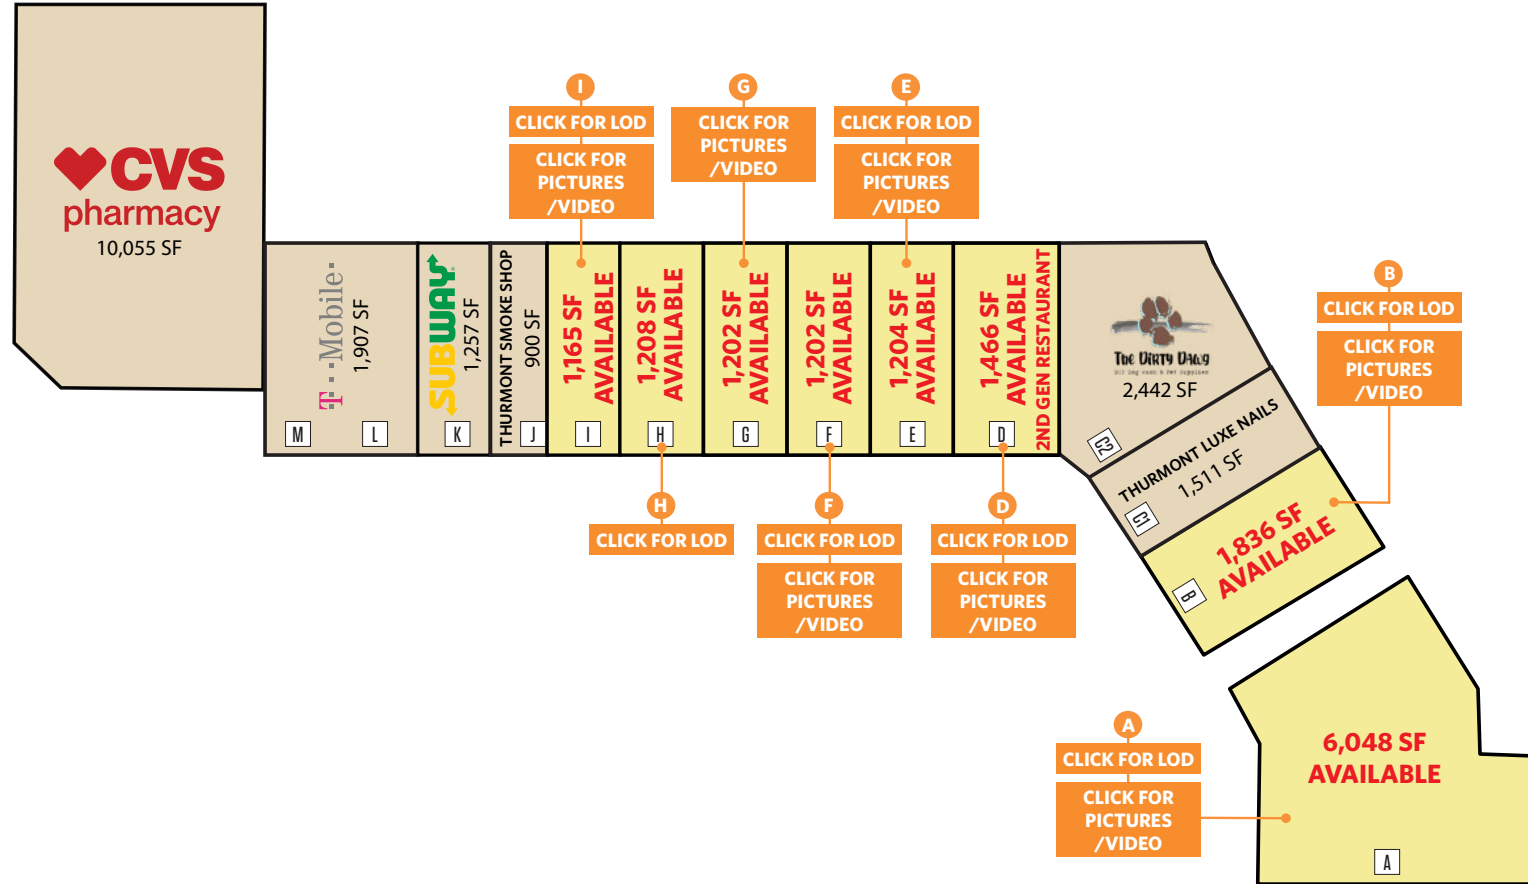 CVS
pharmacy
10,055 SF
T-Mobile
1,907 SF
M
L
SUBWAY
1,257 SF
K
THURMONT SMOKE SHOP
900 SF
J
I
CLICK FOR LOD
CLICK FOR
PICTURES
/VIDEO
1,165 SF
AVAILABLE
I
1,208 SF
AVAILABLE
H
H
CLICK FOR LOD
G
CLICK FOR
PICTURES
/VIDEO
1,202 SF
AVAILABLE
G
1,202 SF
AVAILABLE
F
F
CLICK FOR LOD
CLICK FOR
PICTURES
/VIDEO
E
CLICK FOR LOD
CLICK FOR
PICTURES
/VIDEO
1,204 SF
AVAILABLE
E
1,466 SF
AVAILABLE
2ND GEN RESTAURANT
D
D
CLICK FOR LOD
CLICK FOR
PICTURES
/VIDEO
The Dirty Dawg
DIY Dog Wash & Pet Supplies
2,442 SF
C2
THURMONT LUXE NAILS
1,511 SF
C1
B
CLICK FOR LOD
CLICK FOR
PICTURES
/VIDEO
1,836 SF
AVAILABLE
B
A
CLICK FOR LOD
CLICK FOR
PICTURES
/VIDEO
6,048 SF
AVAILABLE
A